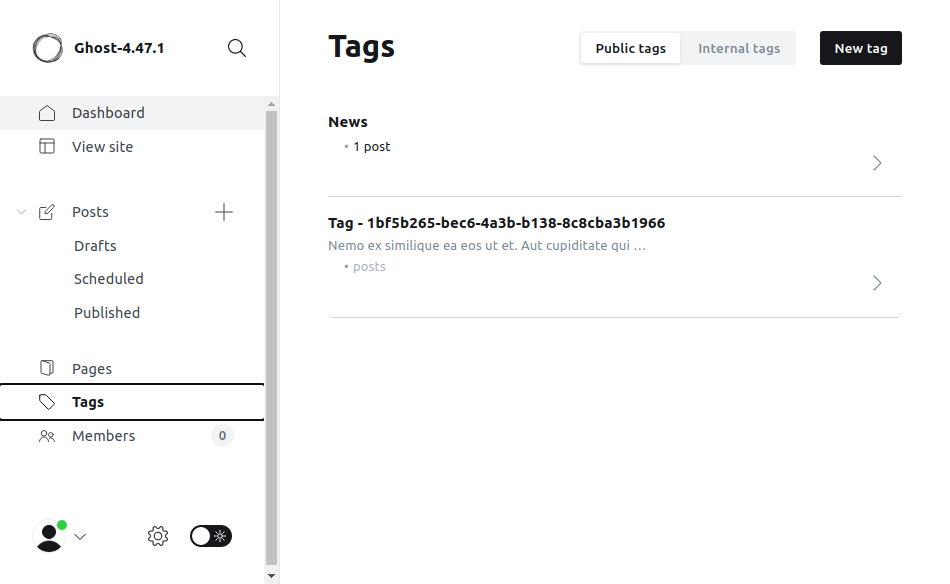 Ghost-4.47.1
Dashboard
View site
Posts
Drafts
Scheduled
Published
Pages
Tags
Members 0
Tags
Public tags Internal tags New tag
News
• 1 post
Tag - 1bf5b265-bec6-4a3b-b138-8c8cba3b1966
Nemo ex similique ea eos ut et. Aut cupiditate qui …
• posts